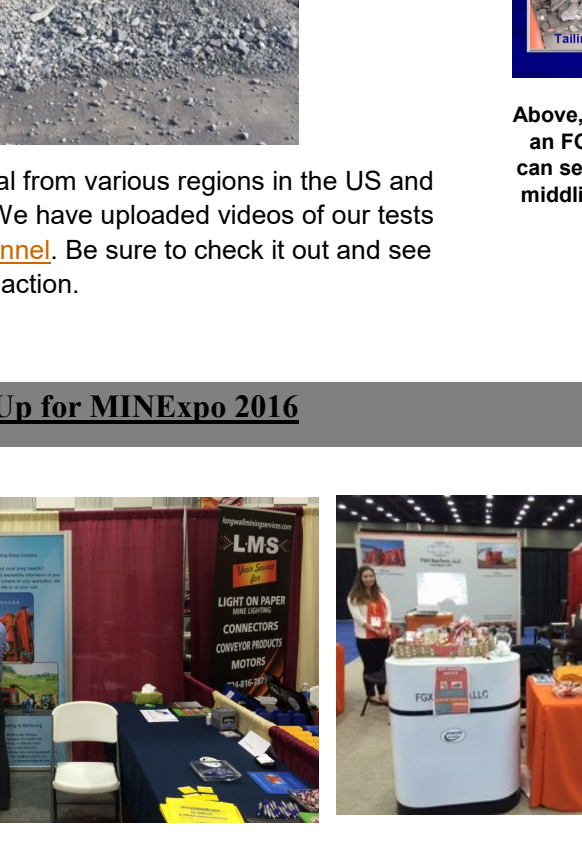 Tailin
Above,
an FG
can se
middli
al from various regions in the US and
We have uploaded videos of our tests
nnel. Be sure to check it out and see
action.
Up for MINExpo 2016
longwallminingservices.com
L.M.S
Your Source
for
LIGHT ON PAPER
MINE LIGHTING
CONNECTORS
CONVEYOR PRODUCTS
MOTORS
FGX SepTech, LLC
FGX
LLC